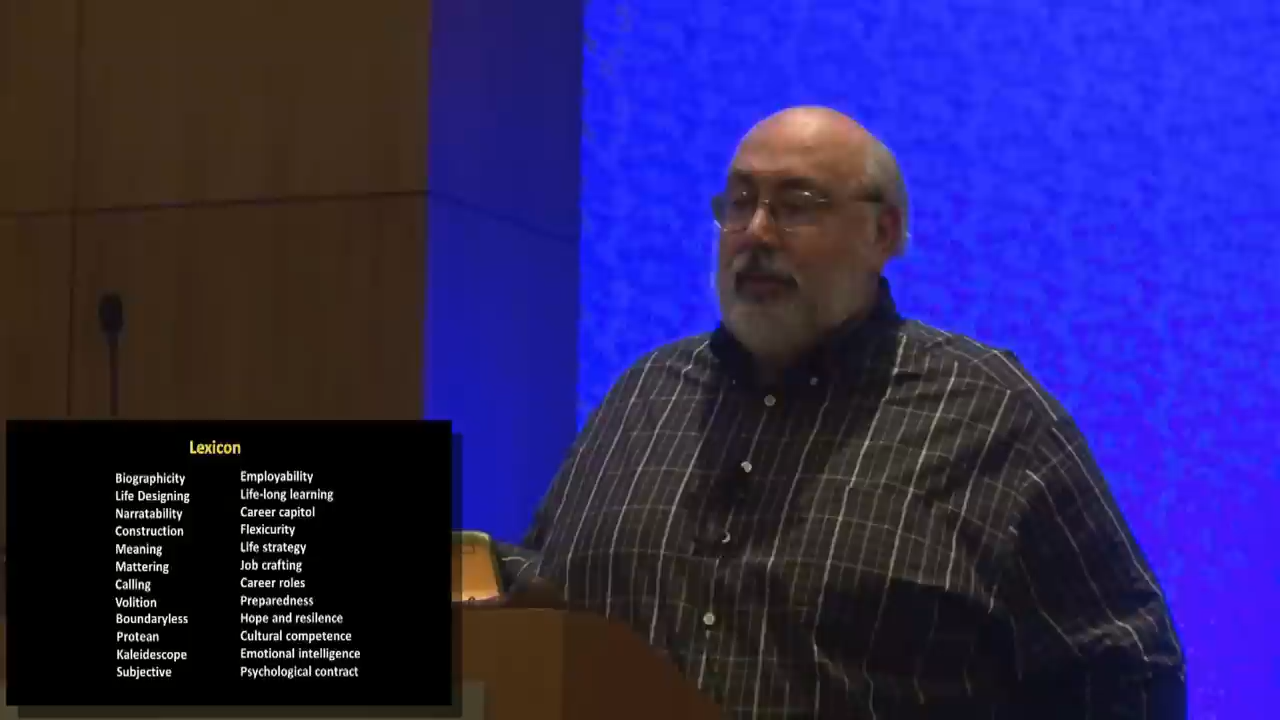 Lexicon
Biographicity
Life Designing
Narratability
Construction
Meaning
Mattering
Calling
Volition
Boundaryless
Protean
Kaleidescope
Subjective
Employability
Life-long learning
Career capitol
Flexicurity
Life strategy
Job crafting
Career roles
Preparedness
Hope and resilence
Cultural competence
Emotional intelligence
Psychological contract